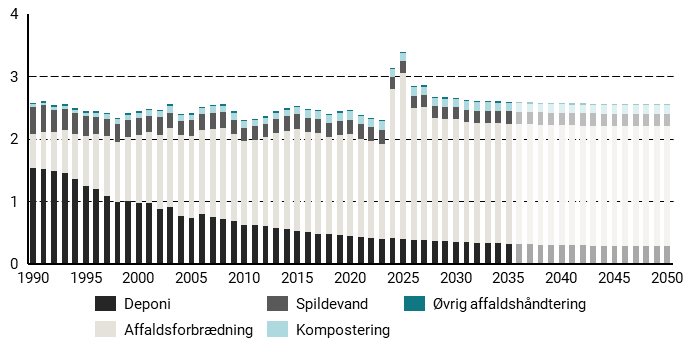 4
3
2
1
0
1990 1995 2000 2005 2010 2015 2020 2025 2030 2035 2040 2045 2050
Deponi Spildevand Øvrig affaldshåndtering
Affaldsforbrædning Kompostering